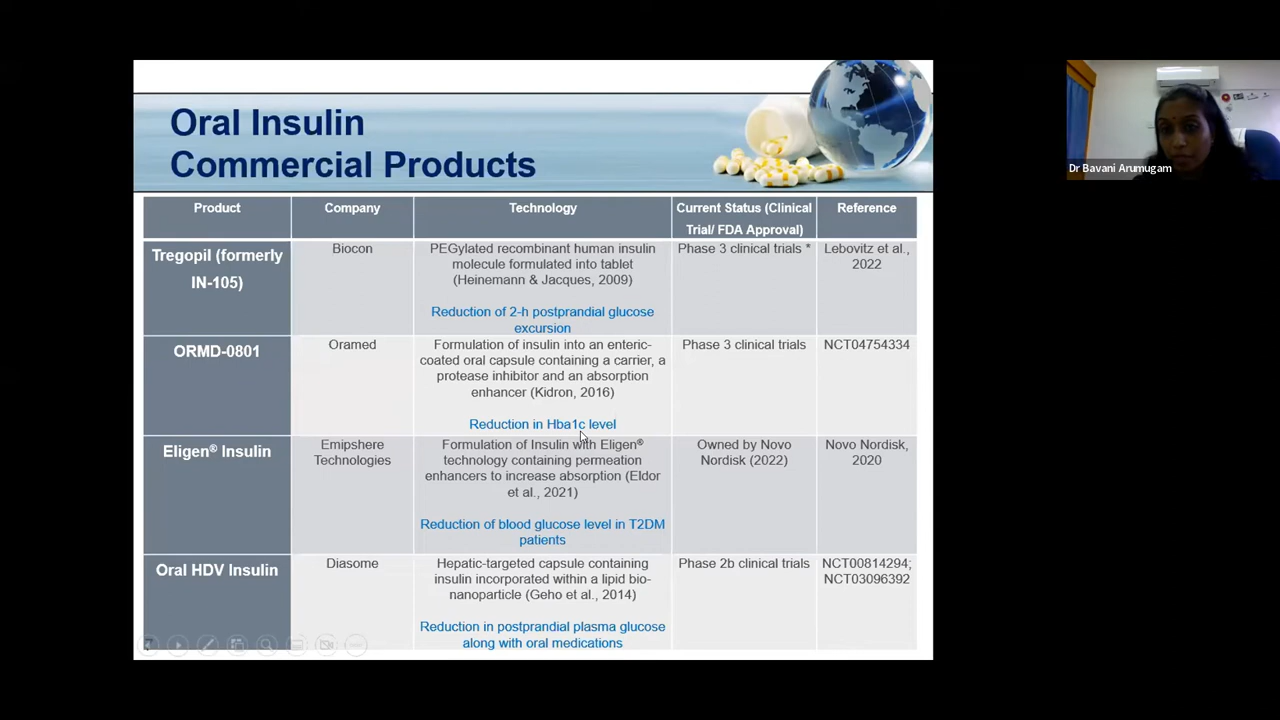 Oral Insulin
Commercial Products
Product
Company
Technology
Current Status (Clinical
Trial/ FDA Approval)
Reference
Tregopil (formerly
IN-105)
Biocon
PEGylated recombinant human insulin
molecule formulated into tablet
(Heinemann & Jacques, 2009)
Reduction of 2-h postprandial glucose
excursion
Phase 3 clinical trials *
Lebovitz et al.,
2022
ORMD-0801
Oramed
Formulation of insulin into an enteric-
coated oral capsule containing a carrier, a
protease inhibitor and an absorption
enhancer (Kidron, 2016)
Reduction in Hba1c level
Phase 3 clinical trials
NCT04754334
Eligen® Insulin
Emipshere
Technologies
Formulation of Insulin with Eligen®
technology containing permeation
enhancers to increase absorption (Eldor
et al., 2021)
Reduction of blood glucose level in T2DM
patients
Owned by Novo
Nordisk (2022)
Novo Nordisk,
2020
Oral HDV Insulin
Diasome
Hepatic-targeted capsule containing
insulin incorporated within a lipid bio-
nanoparticle (Geho et al., 2014)
Reduction in postprandial plasma glucose
along with oral medications
Phase 2b clinical trials
NCT00814294;
NCT03096392
Dr Bavani Arumugam